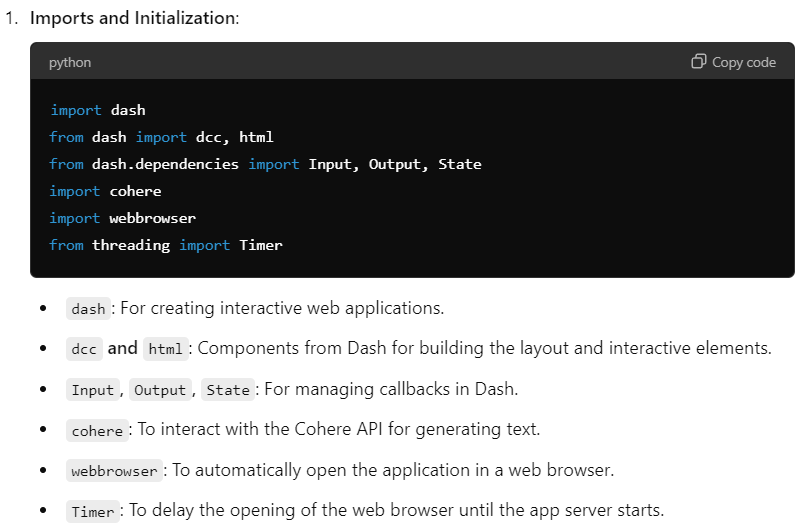 1. Imports and Initialization:
python Copy code
import dash
from dash import dcc, html
from dash.dependencies import Input, Output, State
import cohere
import webbrowser
from threading import Timer
• dash: For creating interactive web applications.
• dcc and html: Components from Dash for building the layout and interactive elements.
• Input, Output, State: For managing callbacks in Dash.
• cohere: To interact with the Cohere API for generating text.
• webbrowser: To automatically open the application in a web browser.
• Timer: To delay the opening of the web browser until the app server starts.